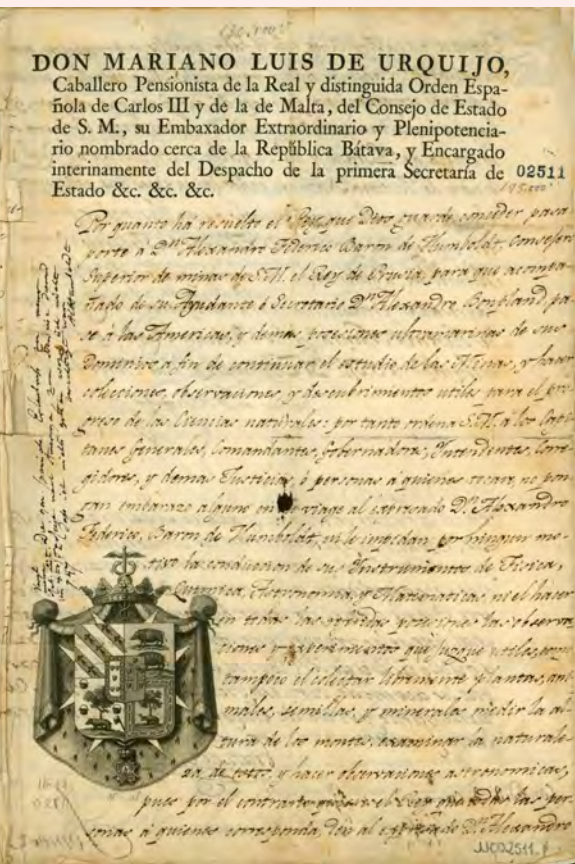 DON MARIANO LUIS DE URQUIJO,
Caballero Pensionista de la Real y distinguida Orden Espa-
ñola de Carlos III y de la de Malta, del Consejo de Estado
de S. M., su Embaxador Extraordinario y Plenipotencia-
rio nombrado cerca de la República Bátava, y Encargado
interinamente del Despacho de la primera Secretaría de
Estado &c. &c. &c.
02511
Por quanto ha resuelto el Rey, que Dios guarde, conceder pasa-
porte á Dn. Alexandro Federico Baron de Humboldt, Consejero
Superior de minas de S.M. el Rey de Prusia, para que acompa-
ñado de su Ayudante ó Secretario Dn. Alexandro Bonpland pa-
se á las Americas, y demas posesiones ultramarinas de sus
Dominios á fin de continuar el estudio de las Minas, y hacer
colecciones, observaciones, y descubrimientos utiles para el pro-
greso de las Ciencias naturales: por tanto ordena S.M. á los Capi-
tanes Generales, Comandantes, Gobernadores, Yntendentes, Corre-
gidores, y demas Justicias, ó personas á quienes tocare, no pon-
gan embarazo alguno en su viage al expresado Dn. Alexandro
Federico, Baron de Humboldt, ni le impidan por ningun mo-
tivo la conduccion de sus Ynstrumentos de Fisica,
Quimica, Astronomia, y Matematicas, ni el hacer
en todas las posesiones las observa-
ciones y experimentos que juzgue utiles, como
tampoco el colectar libremente plantas, ani-
males, semillas, y minerales, medir la al-
tura de los montes, examinar la naturale-
za de estos, y hacer observaciones astronomicas,
pues por el contrario quiere el Rey que todas las per-
sonas á quienes corresponda, den al expresado Dn. Alexandro